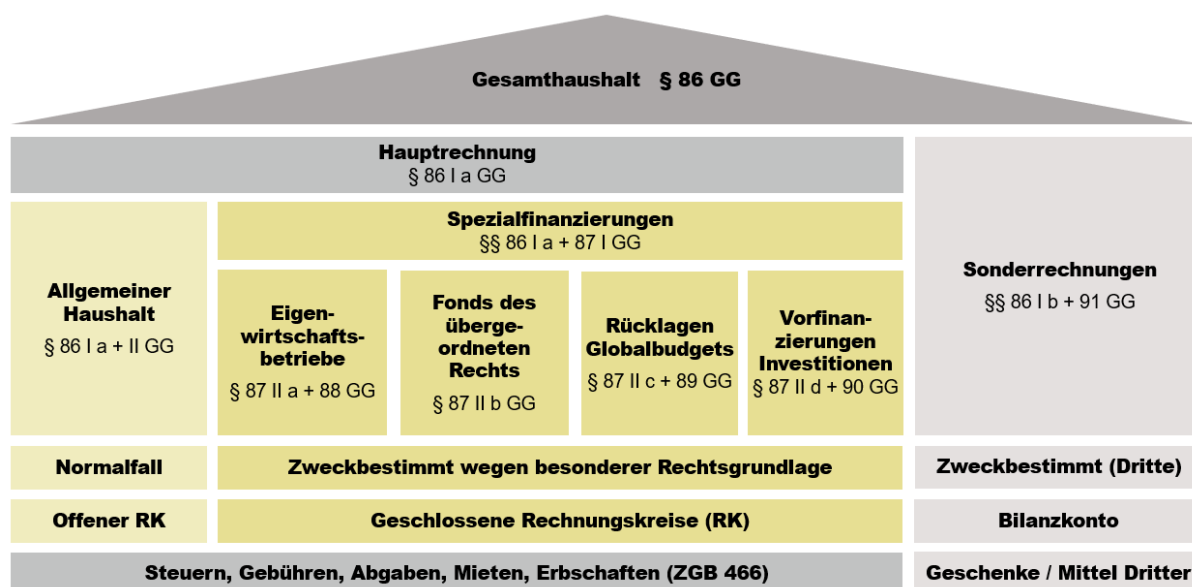 Gesamthaushalt § 86 GG
Hauptrechnung
§ 86 I a GG
Allgemeiner
Haushalt
§ 86 I a + II GG
Spezialfinanzierungen
§§ 86 I a + 87 I GG
Eigen-
wirtschafts-
betriebe
§ 87 II a + 88 GG
Fonds des
überge-
ordneten
Rechts
§ 87 II b GG
Rücklagen
Globalbudgets
§ 87 II c + 89 GG
Vorfinan-
zierungen
Investitionen
§ 87 II d + 90 GG
Sonderrechnungen
§§ 86 I b + 91 GG
Normalfall
Zweckbestimmt wegen besonderer Rechtsgrundlage
Zweckbestimmt (Dritte)
Offener RK
Geschlossene Rechnungskreise (RK)
Bilanzkonto
Steuern, Gebühren, Abgaben, Mieten, Erbschaften (ZGB 466)
Geschenke / Mittel Dritter